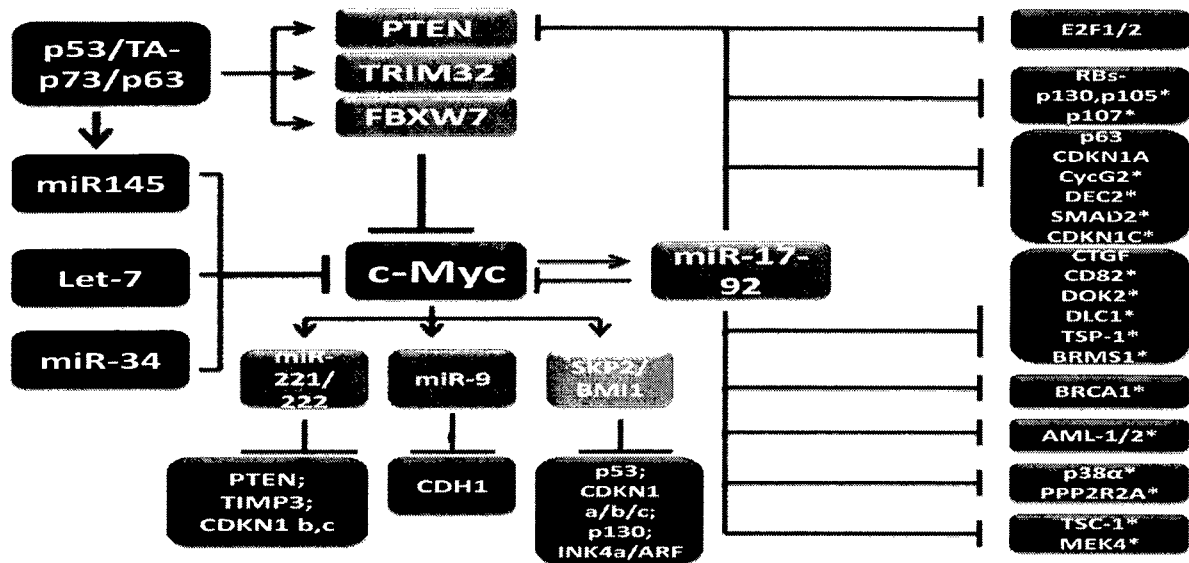 p53/TA-
p73/p63
PTEN
TRIM32
FBXW7
miR145
Let-7
miR-34
c-Myc
miR-17-
92
miR-
221/
222
miR-9
SKP2/
BMI1
PTEN;
TIMP3;
CDKN1 b,c
CDH1
p53;
CDKN1
a/b/c;
p130;
INK4a/ARF
E2F1/2
RBs-
p130,p105*
p107*
p63
CDKN1A
CycG2*
DEC2*
SMAD2*
CDKN1C*
CTGF
CD82*
DOK2*
DLC1*
TSP-1*
BRMS1*
BRCA1*
AML-1/2*
p38α*
PPP2R2A*
TSC-1*
MEK4*